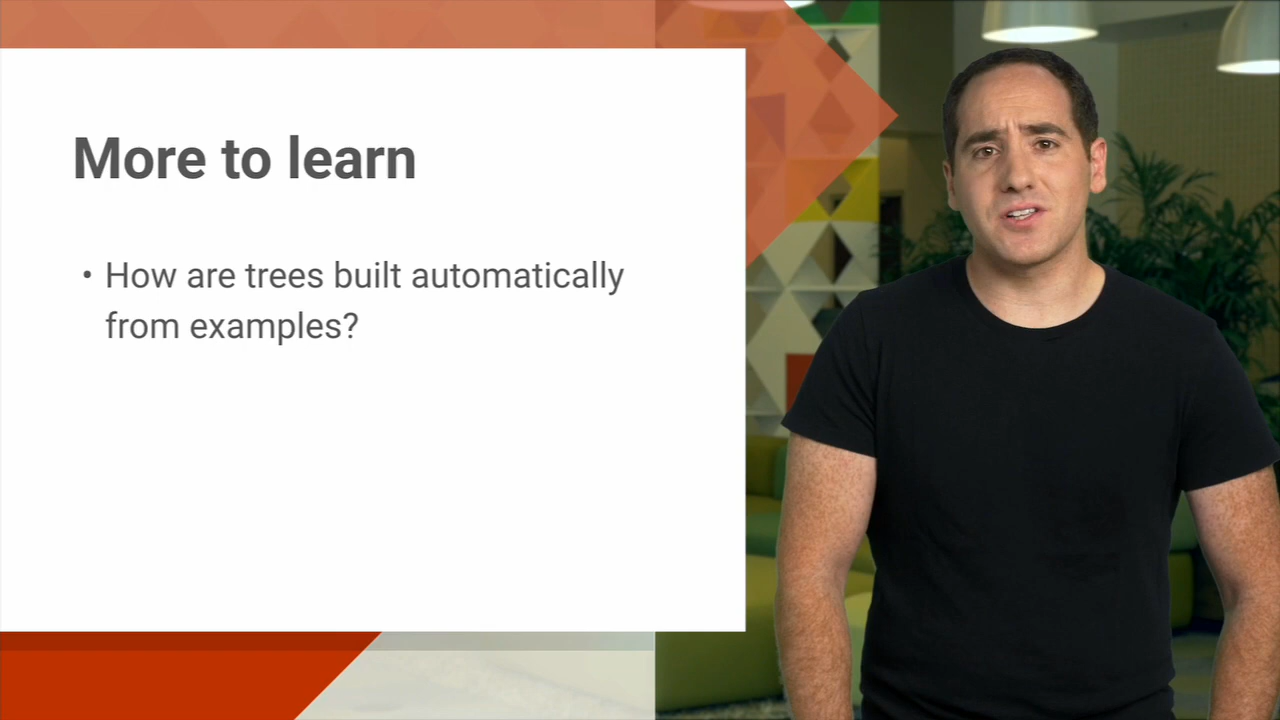 More to learn
• How are trees built automatically
from examples?